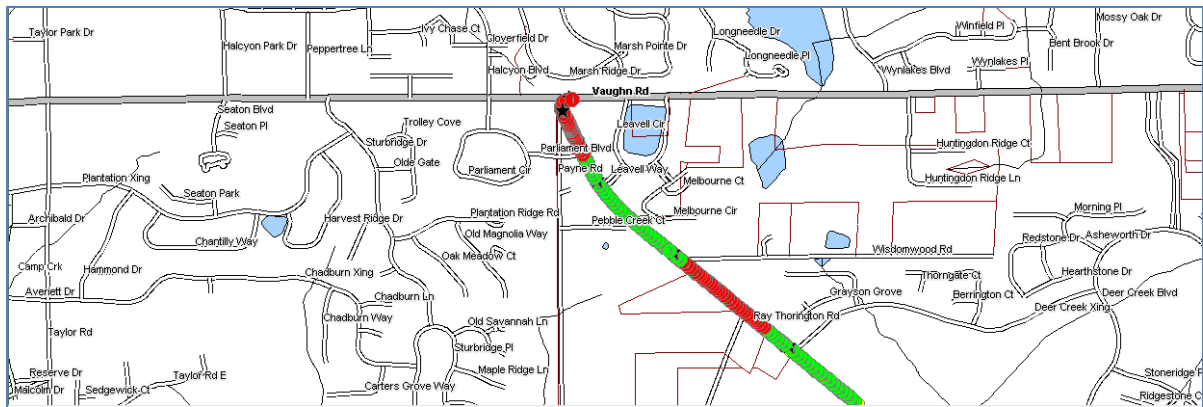 Taylor Park Dr
Halcyon Park Dr
Peppertree Ln
Ivy Chase Ct
Cloverfield Dr
Halcyon Blvd
Marsh Pointe Dr
Marsh Ridge Dr
Longneedle Dr
Longneedle Pl
Wynlakes Blvd
Winfield Pl
Wynlakes Pl
Bent Brook Dr
Mossy Oak Dr
Vaughn Rd
Seaton Blvd
Seaton Pl
Trolley Cove
Sturbridge Dr
Olde Gate
Parliament Cir
Parliament Blvd
Payne Rd
Leavell Cir
Leavell Way
Melbourne Ct
Melbourne Cir
Huntingdon Ridge Ct
Huntingdon Ridge Ln
Plantation Xing
Seaton Park
Archibald Dr
Chantilly Way
Harvest Ridge Dr
Plantation Ridge Rd
Old Magnolia Way
Oak Meadow Ct
Pebble Creek Ct
Wisdomwood Rd
Morning Pl
Redstone Dr
Asheworth Dr
Camp Crk
Hammond Dr
Averiett Dr
Chadburn Xing
Chadburn Ln
Chadburn Way
Hearthstone Dr
Thorngate Ct
Berrington Ct
Deer Creek Blvd
Deer Creek Xing
Grayson Grove
Ray Thorington Rd
Taylor Rd
Old Savannah Ln
Sturbridge Pl
Maple Ridge Ln
Carters Grove Way
Reserve Dr
Malcolm Dr
Sedgewick Ct
Taylor Rd E
Stoneridge P
Ridgestone C